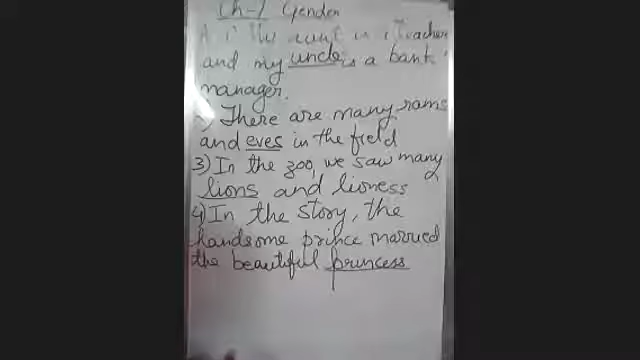 Ch-7 Gender
A 1) My aunt is a Teacher
and my uncle is a bank
manager.
2) There are many rams
and eves in the field
3) In the zoo, we saw many
lions and lioness
4) In the story, the
handsome prince married
the beautiful princess